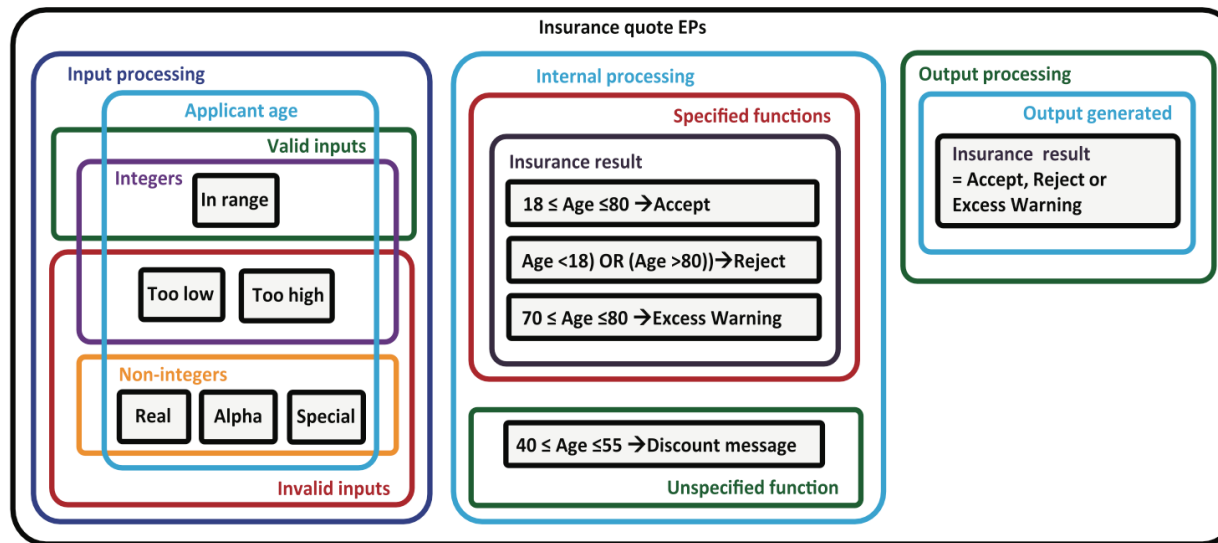 Insurance quote EPs
Input processing
Applicant age
Valid inputs
Integers
In range
Too low
Too high
Non-integers
Real
Alpha
Special
Invalid inputs
Internal processing
Specified functions
Insurance result
18 ≤ Age ≤80 →Accept
Age <18) OR (Age >80))→Reject
70 ≤ Age ≤80 →Excess Warning
40 ≤ Age ≤55 →Discount message
Unspecified function
Output processing
Output generated
Insurance result
= Accept, Reject or
Excess Warning